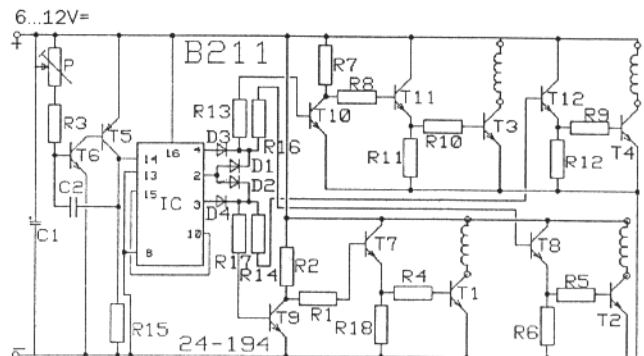 6...12V=
B211
+
P
R3
T6
T5
C2
C1
R15
14
13
15
16
IC
8
4
2
3
10
R13
D3
D1
D2
D4
R16
R17
R14
R7
R8
T10
T11
R11
R10
T3
T12
R9
R12
T4
R2
R1
T9
T7
R4
R18
T1
T8
R5
R6
T2
24-194